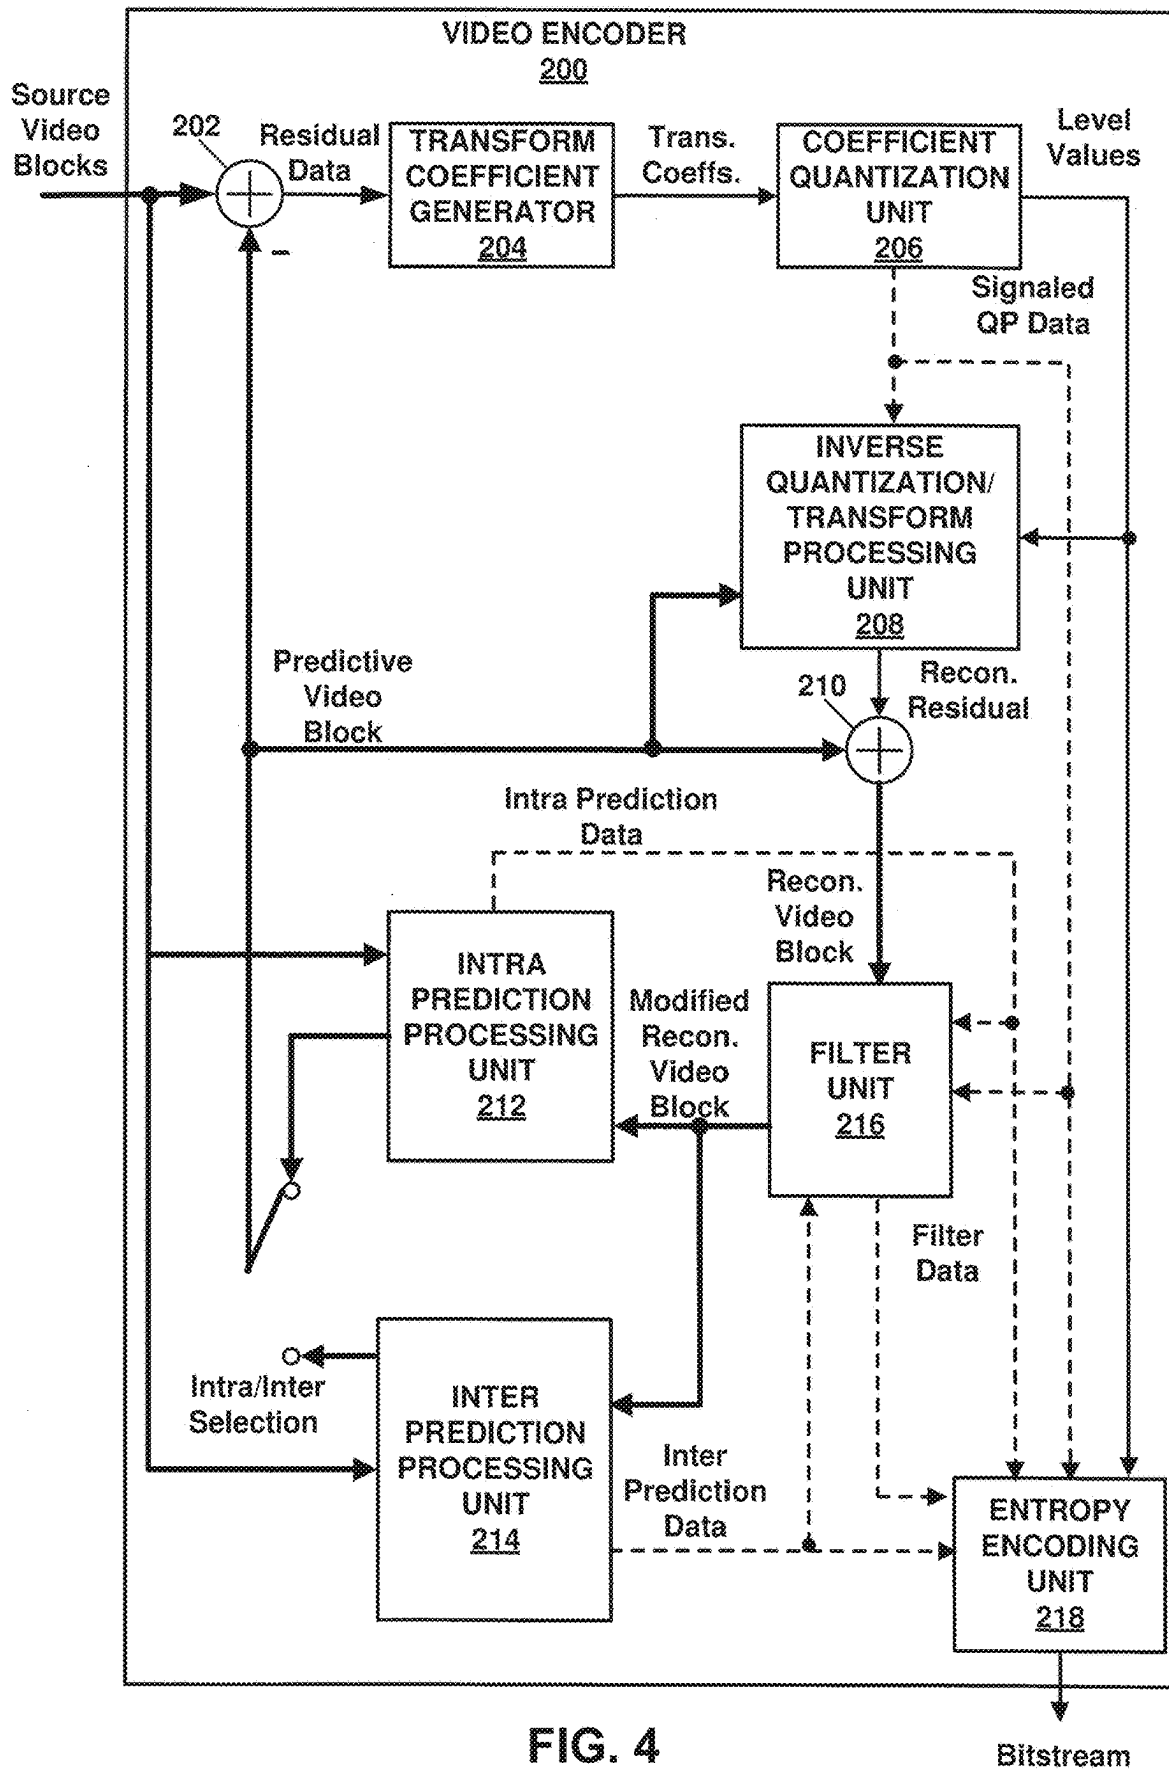 VIDEO ENCODER
200
Source
Video
Blocks
202
Residual
Data
TRANSFORM
COEFFICIENT
GENERATOR
204
Trans.
Coeffs.
COEFFICIENT
QUANTIZATION
UNIT
206
Level
Values
Signaled
QP Data
–
INVERSE
QUANTIZATION/
TRANSFORM
PROCESSING
UNIT
208
Predictive
Video
Block
210
Recon.
Residual
Intra Prediction
Data
Recon.
Video
Block
INTRA
PREDICTION
PROCESSING
UNIT
212
Modified
Recon.
Video
Block
FILTER
UNIT
216
Filter
Data
Intra/Inter
Selection
INTER
PREDICTION
PROCESSING
UNIT
214
Inter
Prediction
Data
ENTROPY
ENCODING
UNIT
218
FIG. 4
Bitstream